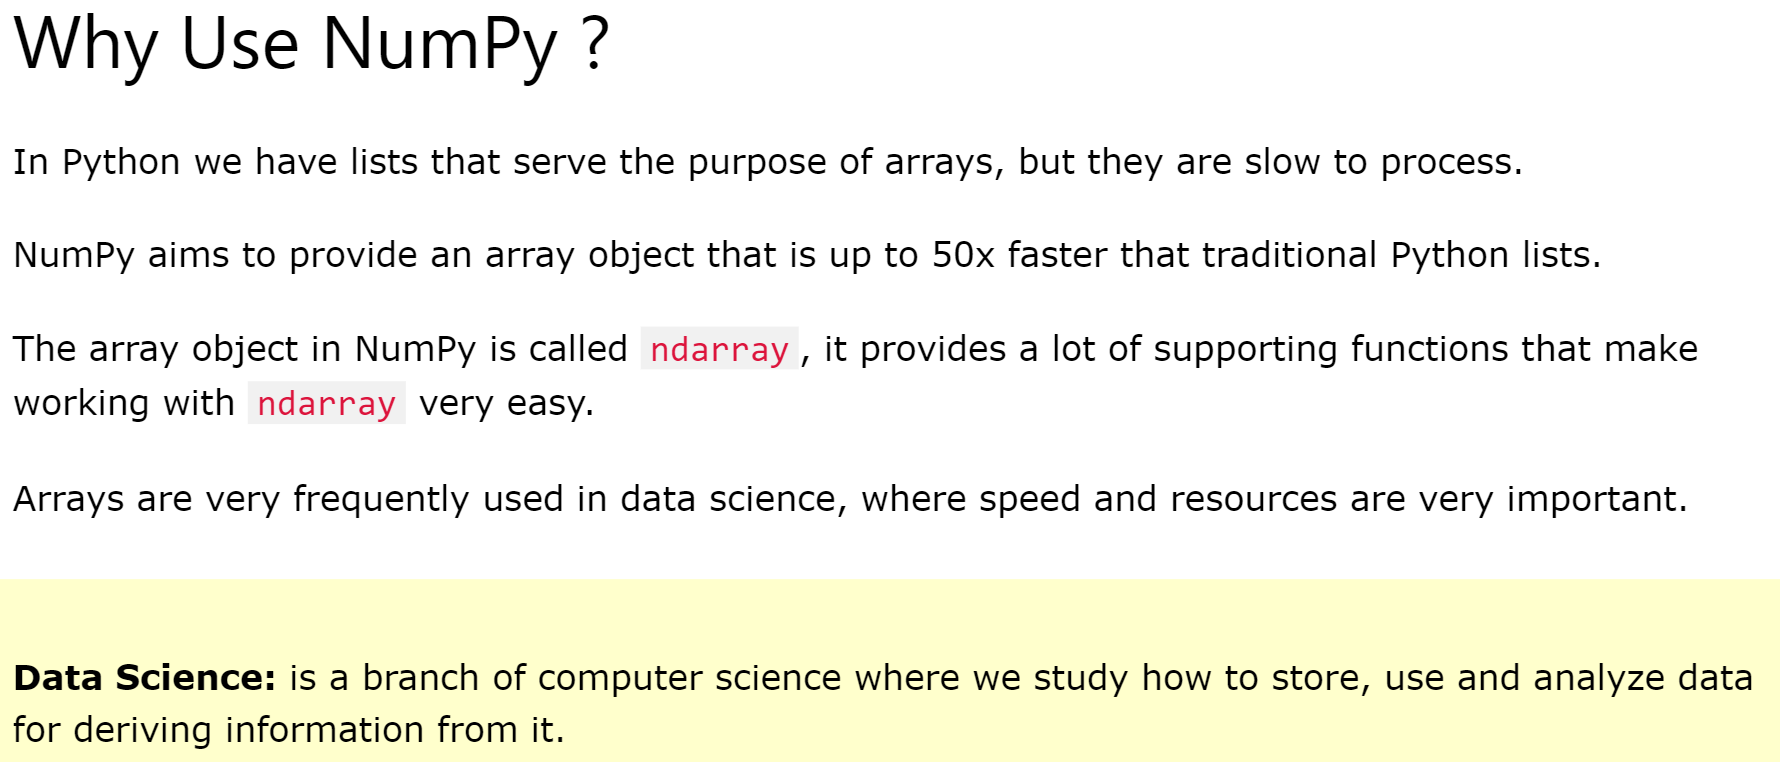 Why Use NumPy ?
In Python we have lists that serve the purpose of arrays, but they are slow to process.
NumPy aims to provide an array object that is up to 50x faster that traditional Python lists.
The array object in NumPy is called ndarray, it provides a lot of supporting functions that make
working with ndarray very easy.
Arrays are very frequently used in data science, where speed and resources are very important.
Data Science: is a branch of computer science where we study how to store, use and analyze data
for deriving information from it.